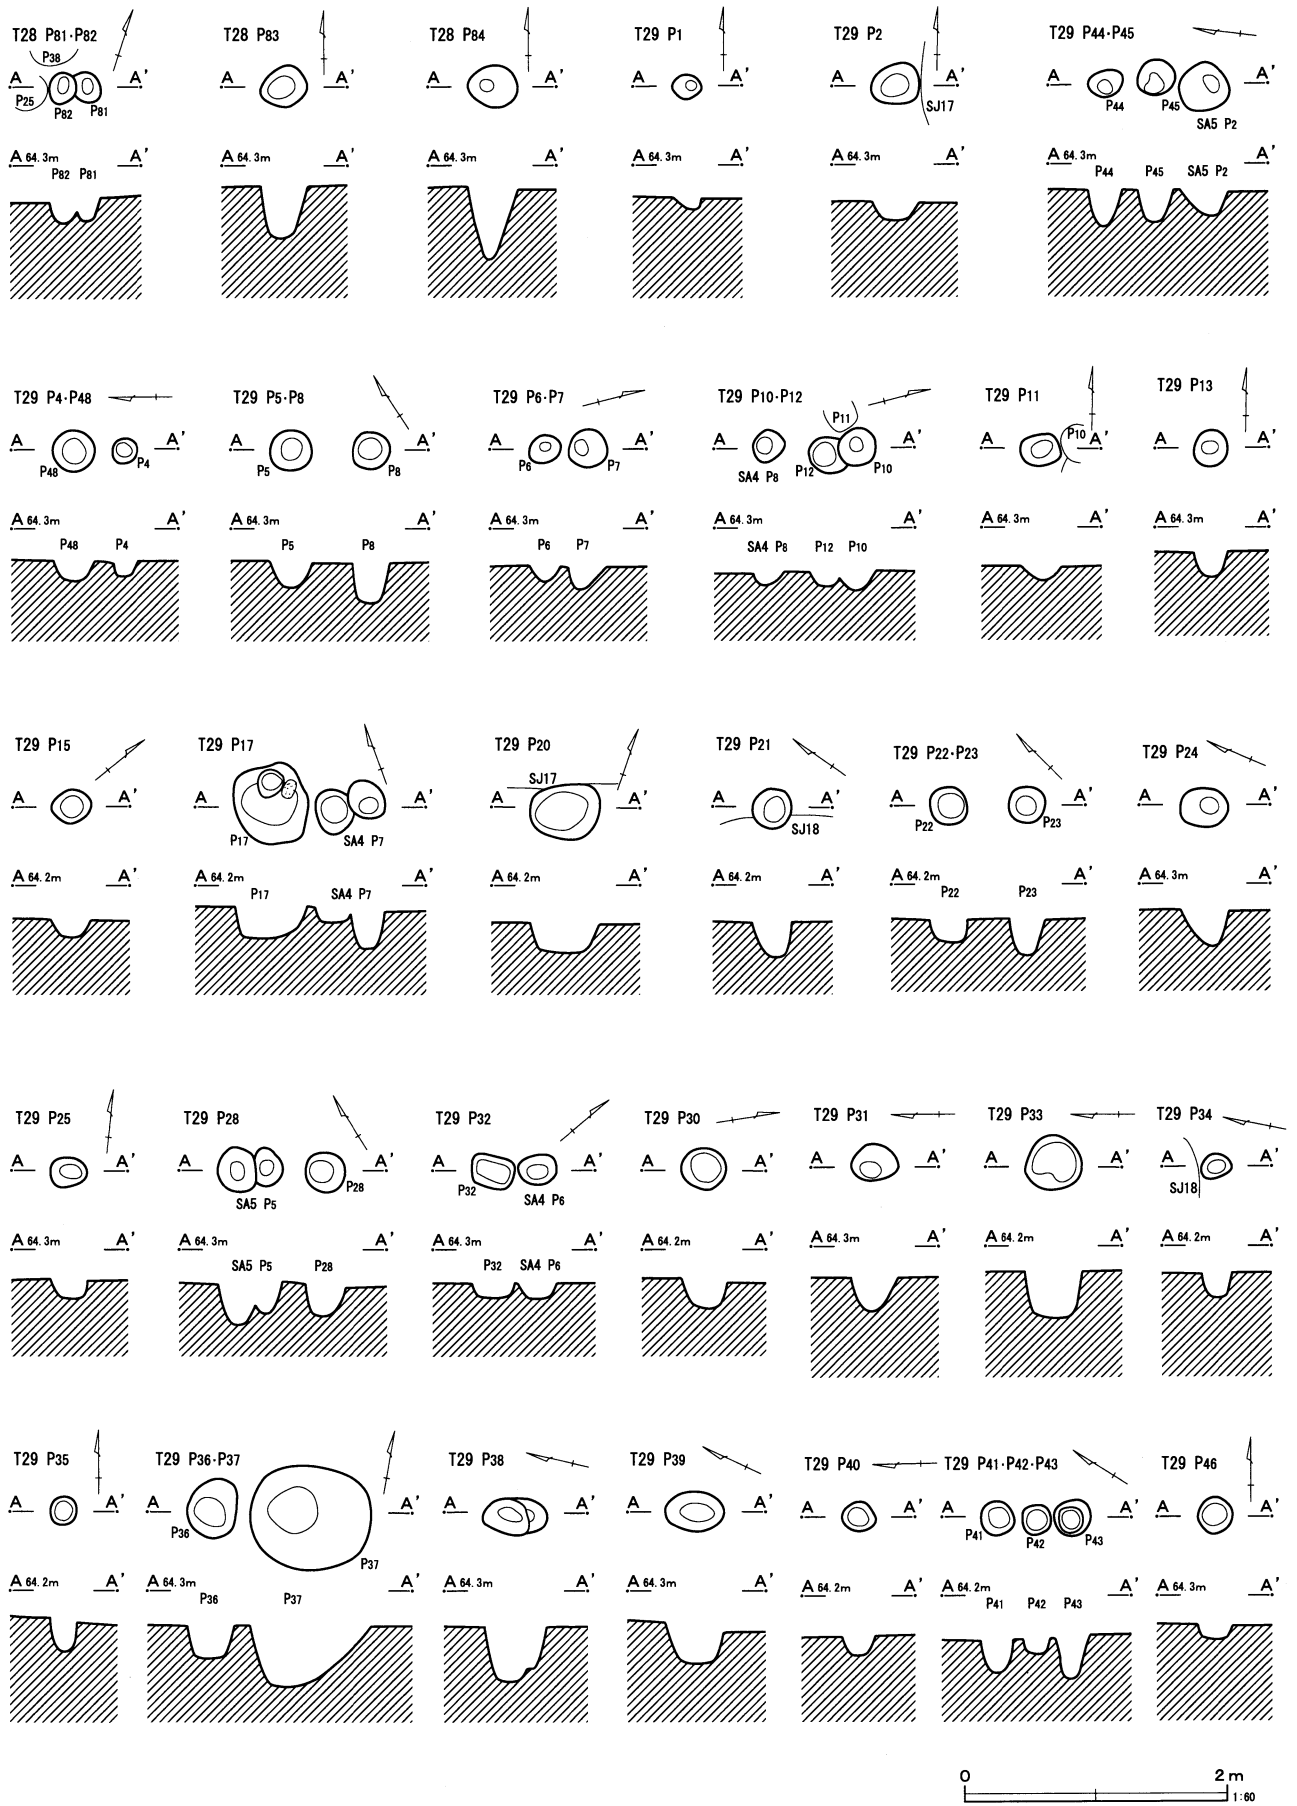 T28 P81·P82
P38
A A'
P25
P82 P81
A 64.3m A'
P82 P81
T28 P83
A A'
A 64.3m A'
T28 P84
A A'
A 64.3m A'
T29 P1
A A'
A 64.3m A'
T29 P2
A A'
SJ17
A 64.3m A'
T29 P44·P45
A A'
P44 P45
SA5 P2
A 64.3m A'
P44 P45 SA5 P2
T29 P4·P48
A A'
P48 P4
A 64.3m A'
P48 P4
T29 P5·P8
A A'
P5 P8
A 64.3m A'
P5 P8
T29 P6·P7
A A'
P6 P7
A 64.3m A'
P6 P7
T29 P10·P12
P11
A A'
SA4 P8 P12 P10
A 64.3m A'
SA4 P8 P12 P10
T29 P11
P10
A A'
A 64.3m A'
T29 P13
A A'
A 64.3m A'
T29 P15
A A'
A 64.2m A'
T29 P17
A A'
P17 SA4 P7
A 64.2m A'
P17 SA4 P7
T29 P20
SJ17
A A'
A 64.2m A'
T29 P21
A A'
SJ18
A 64.2m A'
T29 P22·P23
A A'
P22 P23
A 64.2m A'
P22 P23
T29 P24
A A'
A 64.3m A'
T29 P25
A A'
A 64.3m A'
T29 P28
A A'
SA5 P5 P28
A 64.3m A'
SA5 P5 P28
T29 P32
A A'
P32 SA4 P6
A 64.3m A'
P32 SA4 P6
T29 P30
A A'
A 64.2m A'
T29 P31
A A'
A 64.3m A'
T29 P33
A A'
A 64.2m A'
T29 P34
A A'
SJ18
A 64.2m A'
T29 P35
A A'
A 64.2m A'
T29 P36·P37
A A'
P36 P37
A 64.3m A'
P36 P37
T29 P38
A A'
A 64.3m A'
T29 P39
A A'
A 64.3m A'
T29 P40
A A'
A 64.2m A'
T29 P41·P42·P43
A A'
P41 P42 P43
A 64.2m A'
P41 P42 P43
T29 P46
A A'
A 64.3m A'
0 2m
1:60